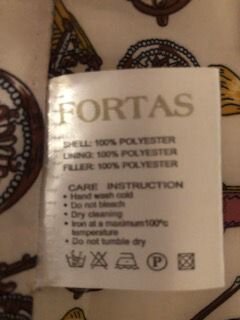 FORTAS
SHELL: 100% POLYESTER
LINING: 100% POLYESTER
FILLER: 100% POLYESTER
CARE INSTRUCTION
• Hand wash cold
• Do not bleach
• Dry cleaning
• Iron at a maximum100ºc
temperature
• Do not tumble dry
P